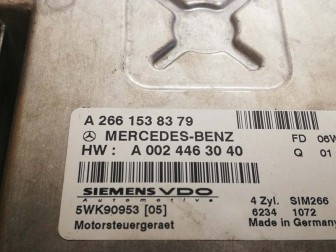 A 266 153 83 79
MERCEDES-BENZ FD 06W
HW : A 002 446 30 40 Q 01
SIEMENS VDO
Automotive
4 Zyl. SIM266
5WK90953 [05] 6234 1072
Motorsteuergeraet Made in Germany